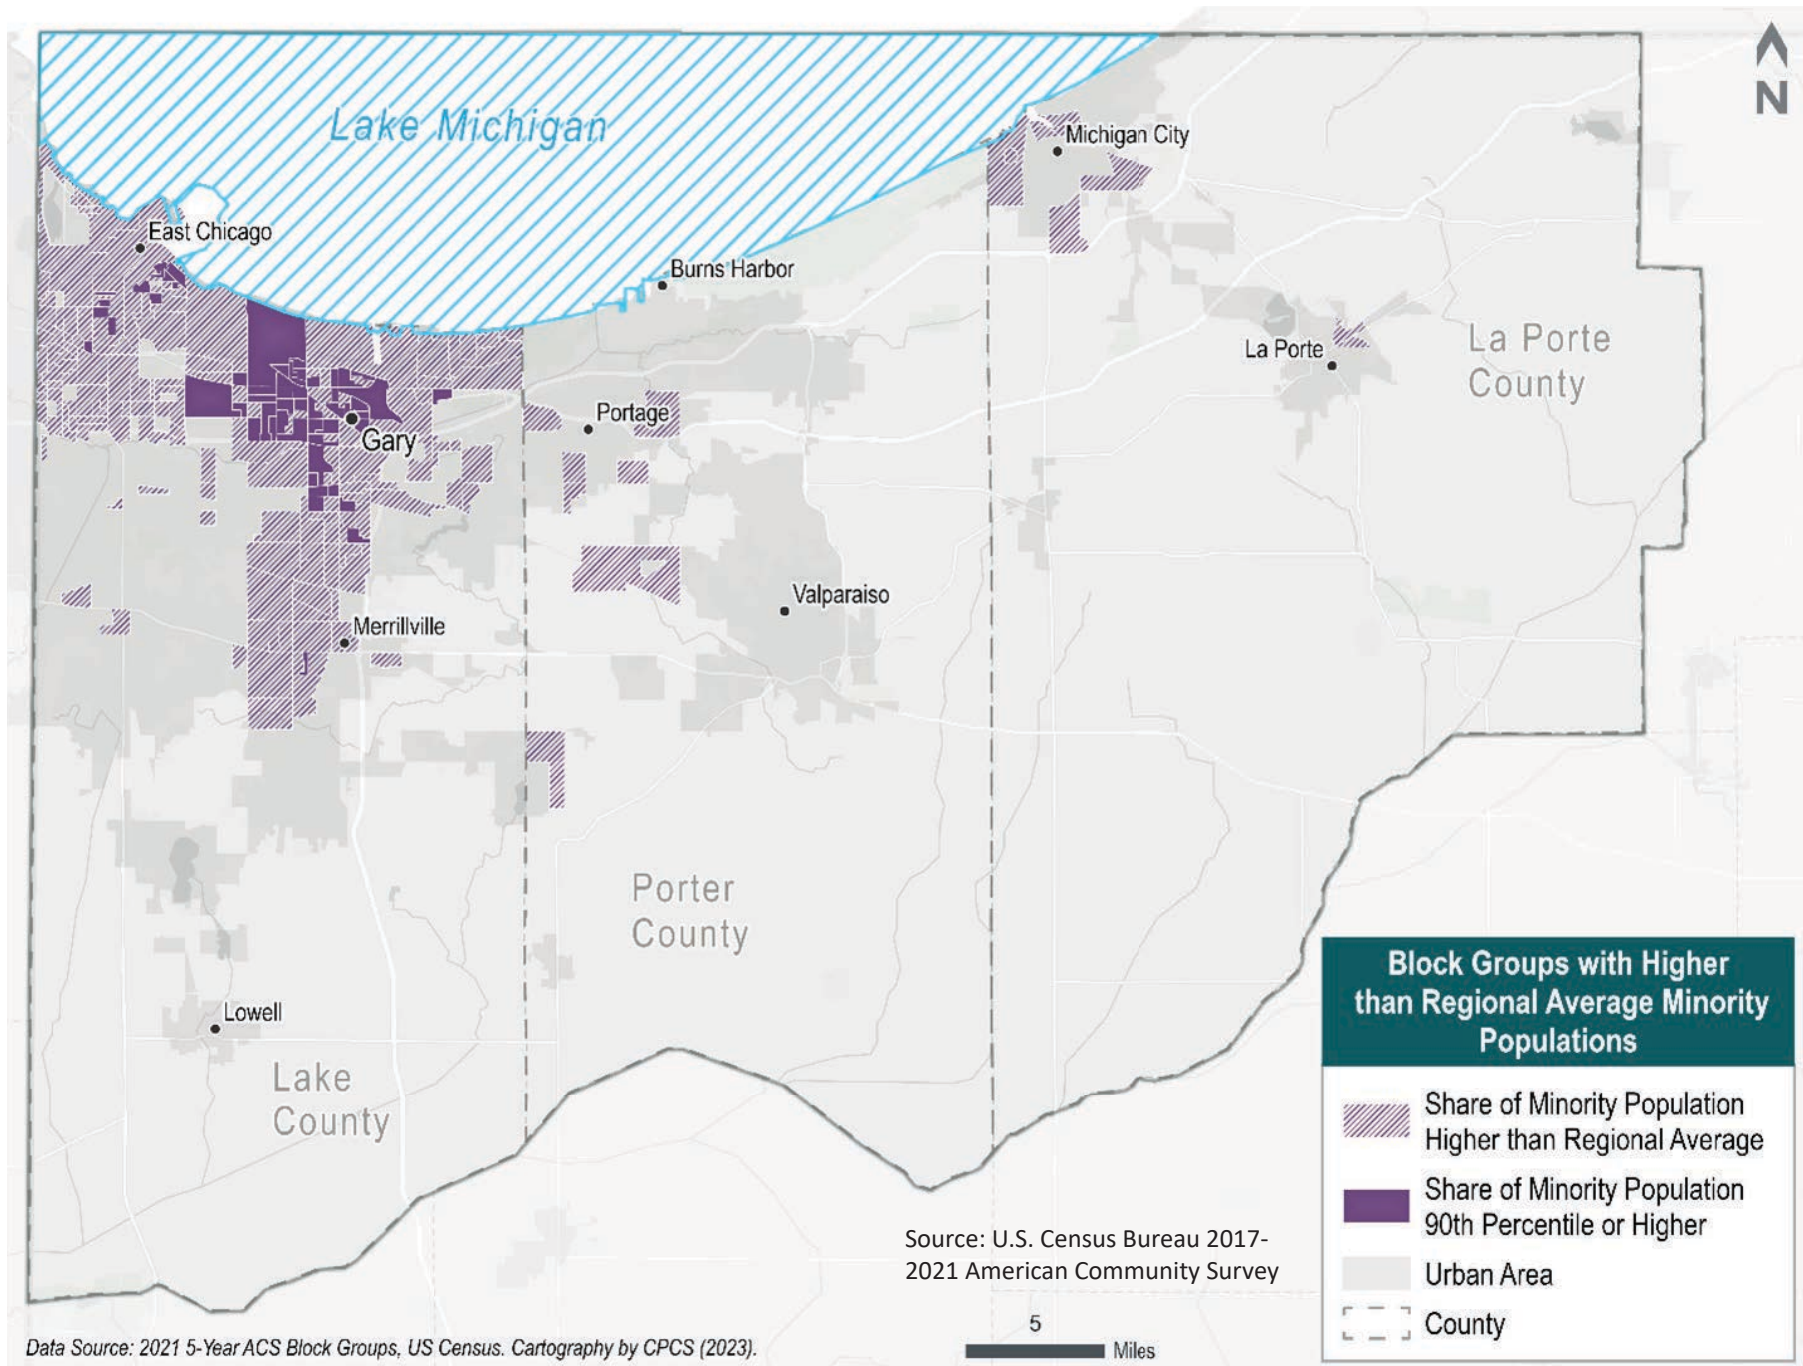 N
Lake Michigan
Michigan City
East Chicago
Burns Harbor
La Porte
County
La Porte
Portage
Gary
Valparaiso
Merrillville
Porter
County
Lowell
Lake
County
Block Groups with Higher
than Regional Average Minority
Populations
Share of Minority Population
Higher than Regional Average
Share of Minority Population
90th Percentile or Higher
Urban Area
County
Source: U.S. Census Bureau 2017-
2021 American Community Survey
5
Miles
Data Source: 2021 5-Year ACS Block Groups, US Census. Cartography by CPCS (2023).